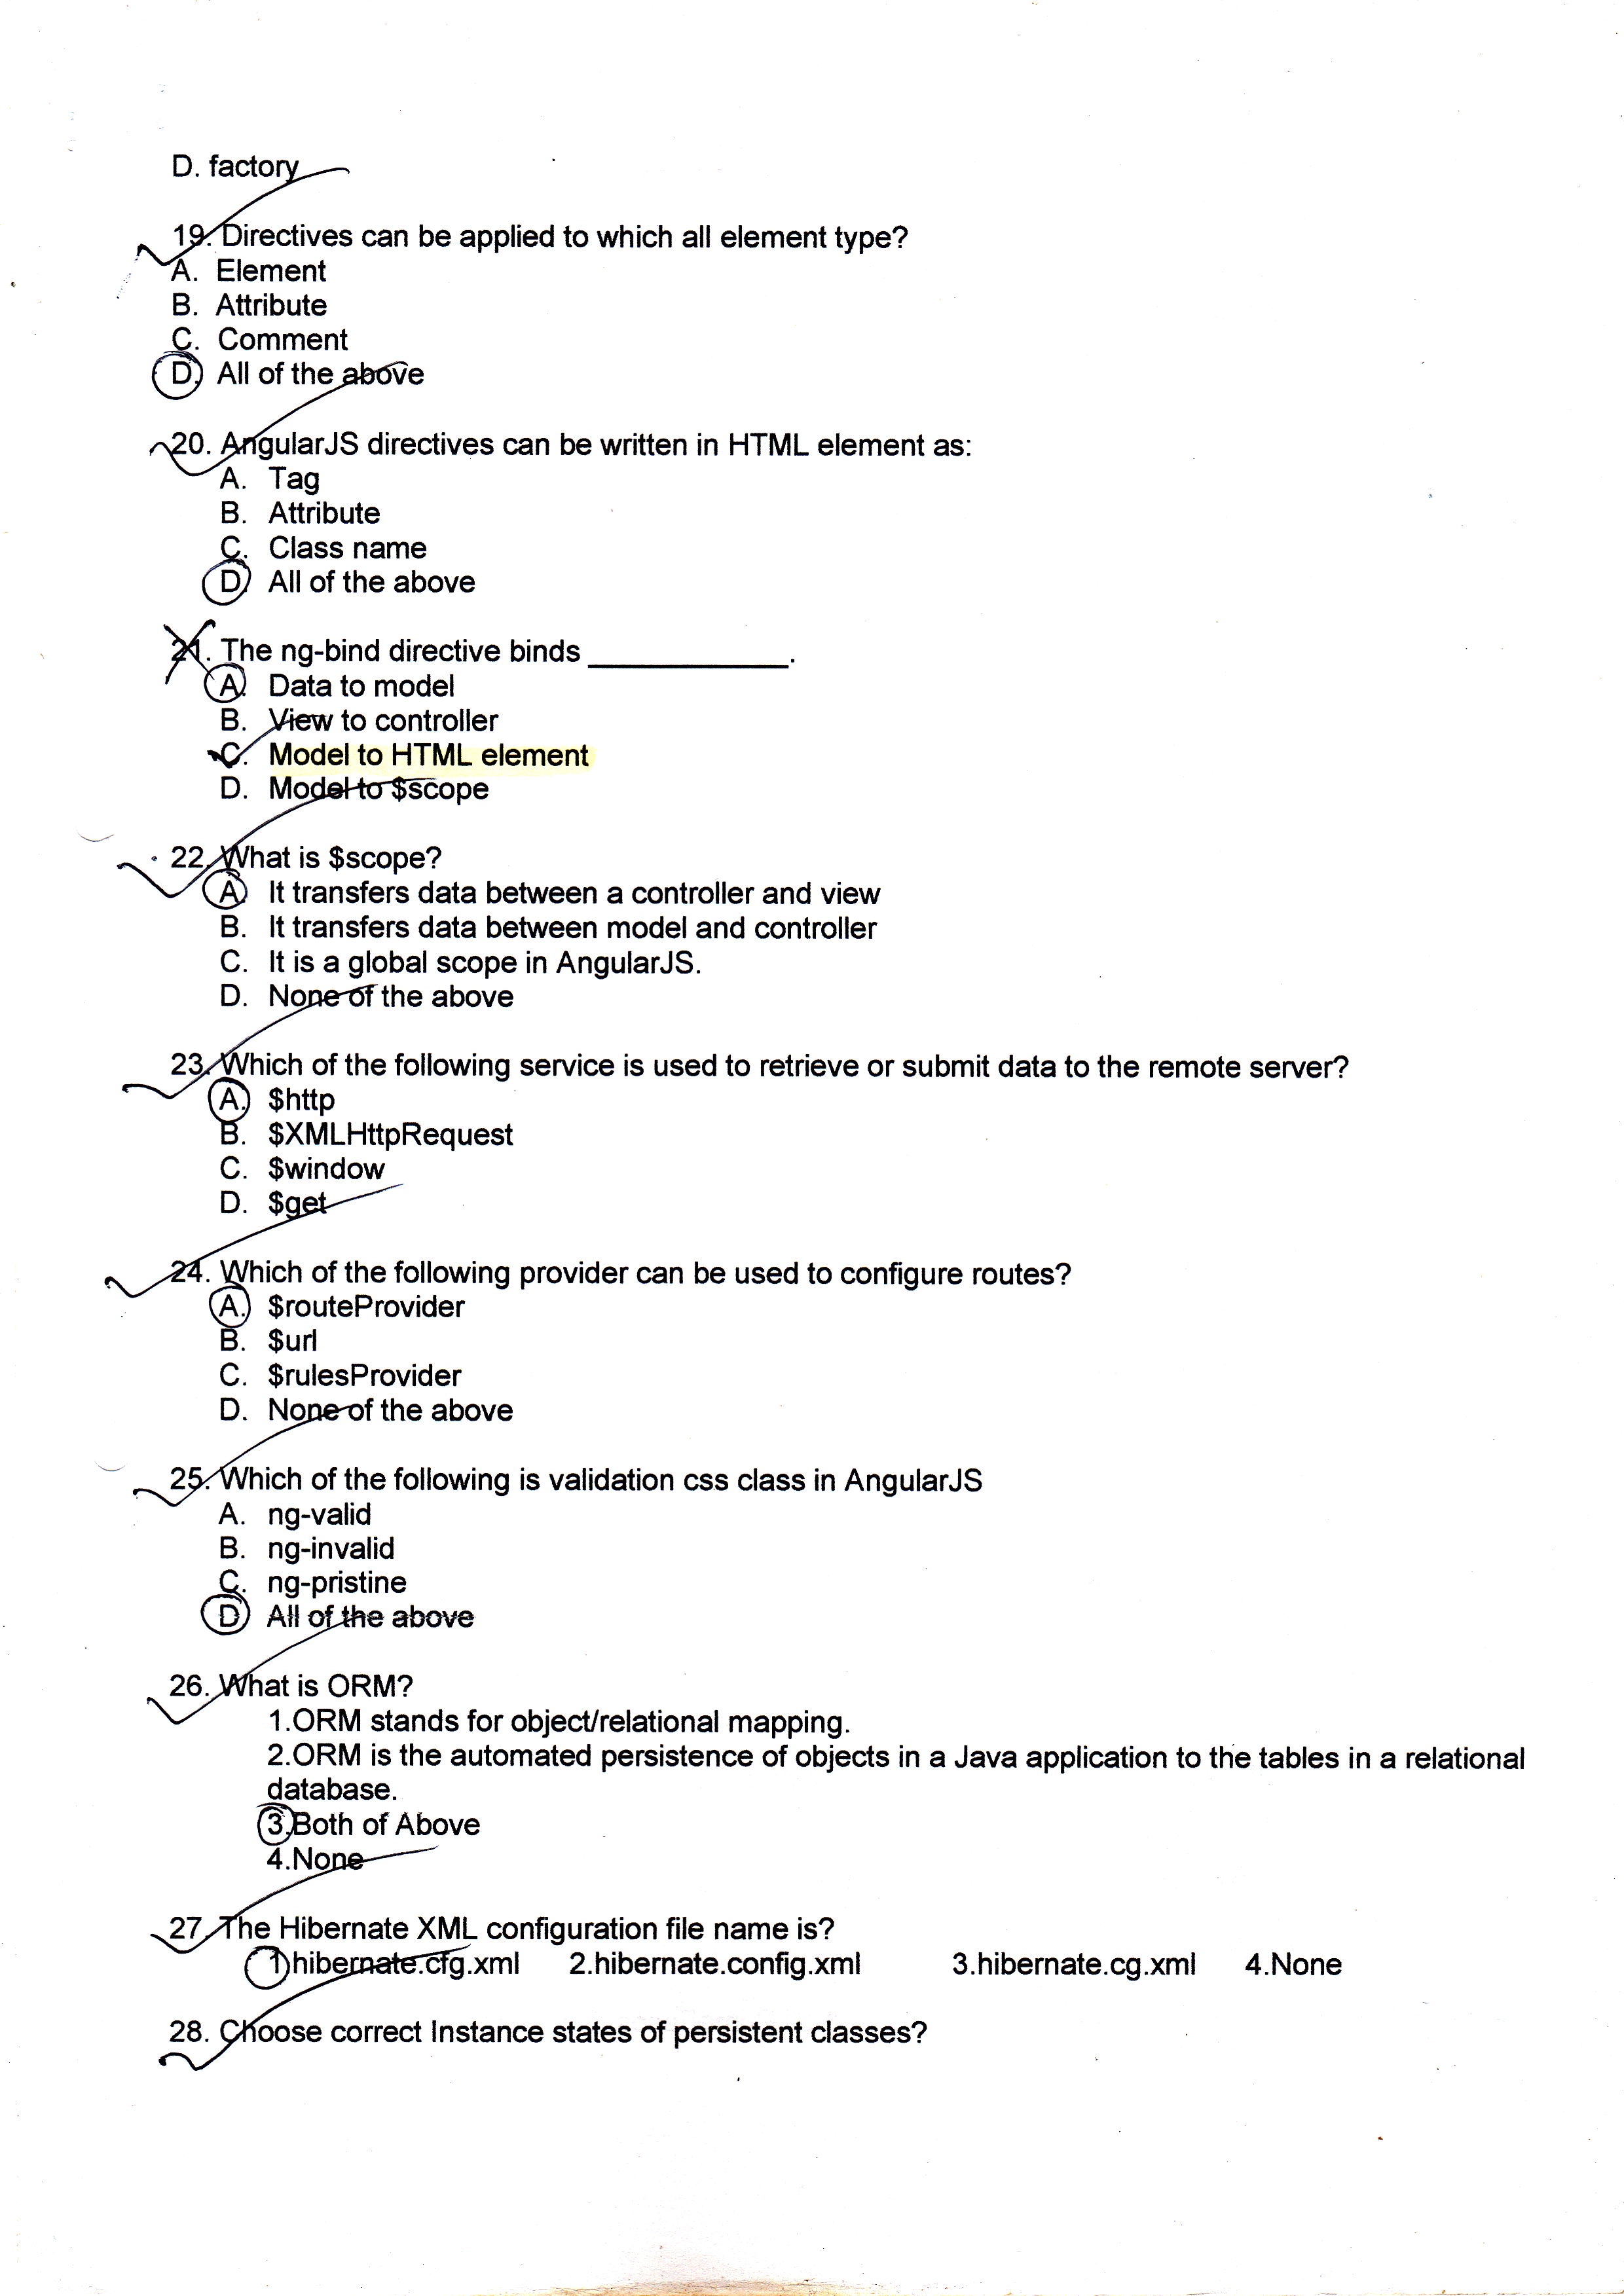 D. factory
19. Directives can be applied to which all element type?
A. Element
B. Attribute
C. Comment
D. All of the above
20. AngularJS directives can be written in HTML element as:
A. Tag
B. Attribute
C. Class name
D. All of the above
21. The ng-bind directive binds ____________.
A. Data to model
B. View to controller
C. Model to HTML element
D. Model to $scope
22. What is $scope?
A. It transfers data between a controller and view
B. It transfers data between model and controller
C. It is a global scope in AngularJS.
D. None of the above
23. Which of the following service is used to retrieve or submit data to the remote server?
A. $http
B. $XMLHttpRequest
C. $window
D. $get
24. Which of the following provider can be used to configure routes?
A. $routeProvider
B. $url
C. $rulesProvider
D. None of the above
25. Which of the following is validation css class in AngularJS
A. ng-valid
B. ng-invalid
C. ng-pristine
D. All of the above
26. What is ORM?
1.ORM stands for object/relational mapping.
2.ORM is the automated persistence of objects in a Java application to the tables in a relational
database.
3.Both of Above
4.None
27. The Hibernate XML configuration file name is?
1)hibernate.cfg.xml 2.hibernate.config.xml 3.hibernate.cg.xml 4.None
28. Choose correct Instance states of persistent classes?